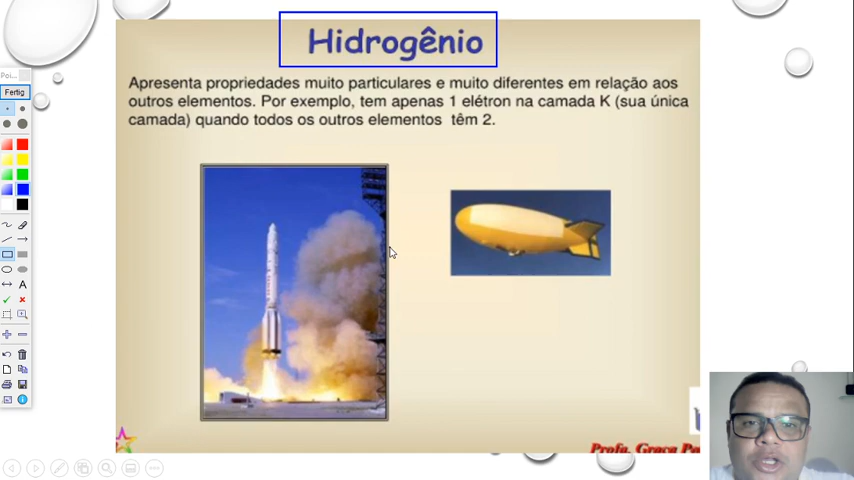 Hidrogênio
Apresenta propriedades muito particulares e muito diferentes em relação aos
outros elementos. Por exemplo, tem apenas 1 elétron na camada K (sua única
camada) quando todos os outros elementos têm 2.
Poi...
Fertig
A
Profa. Graça